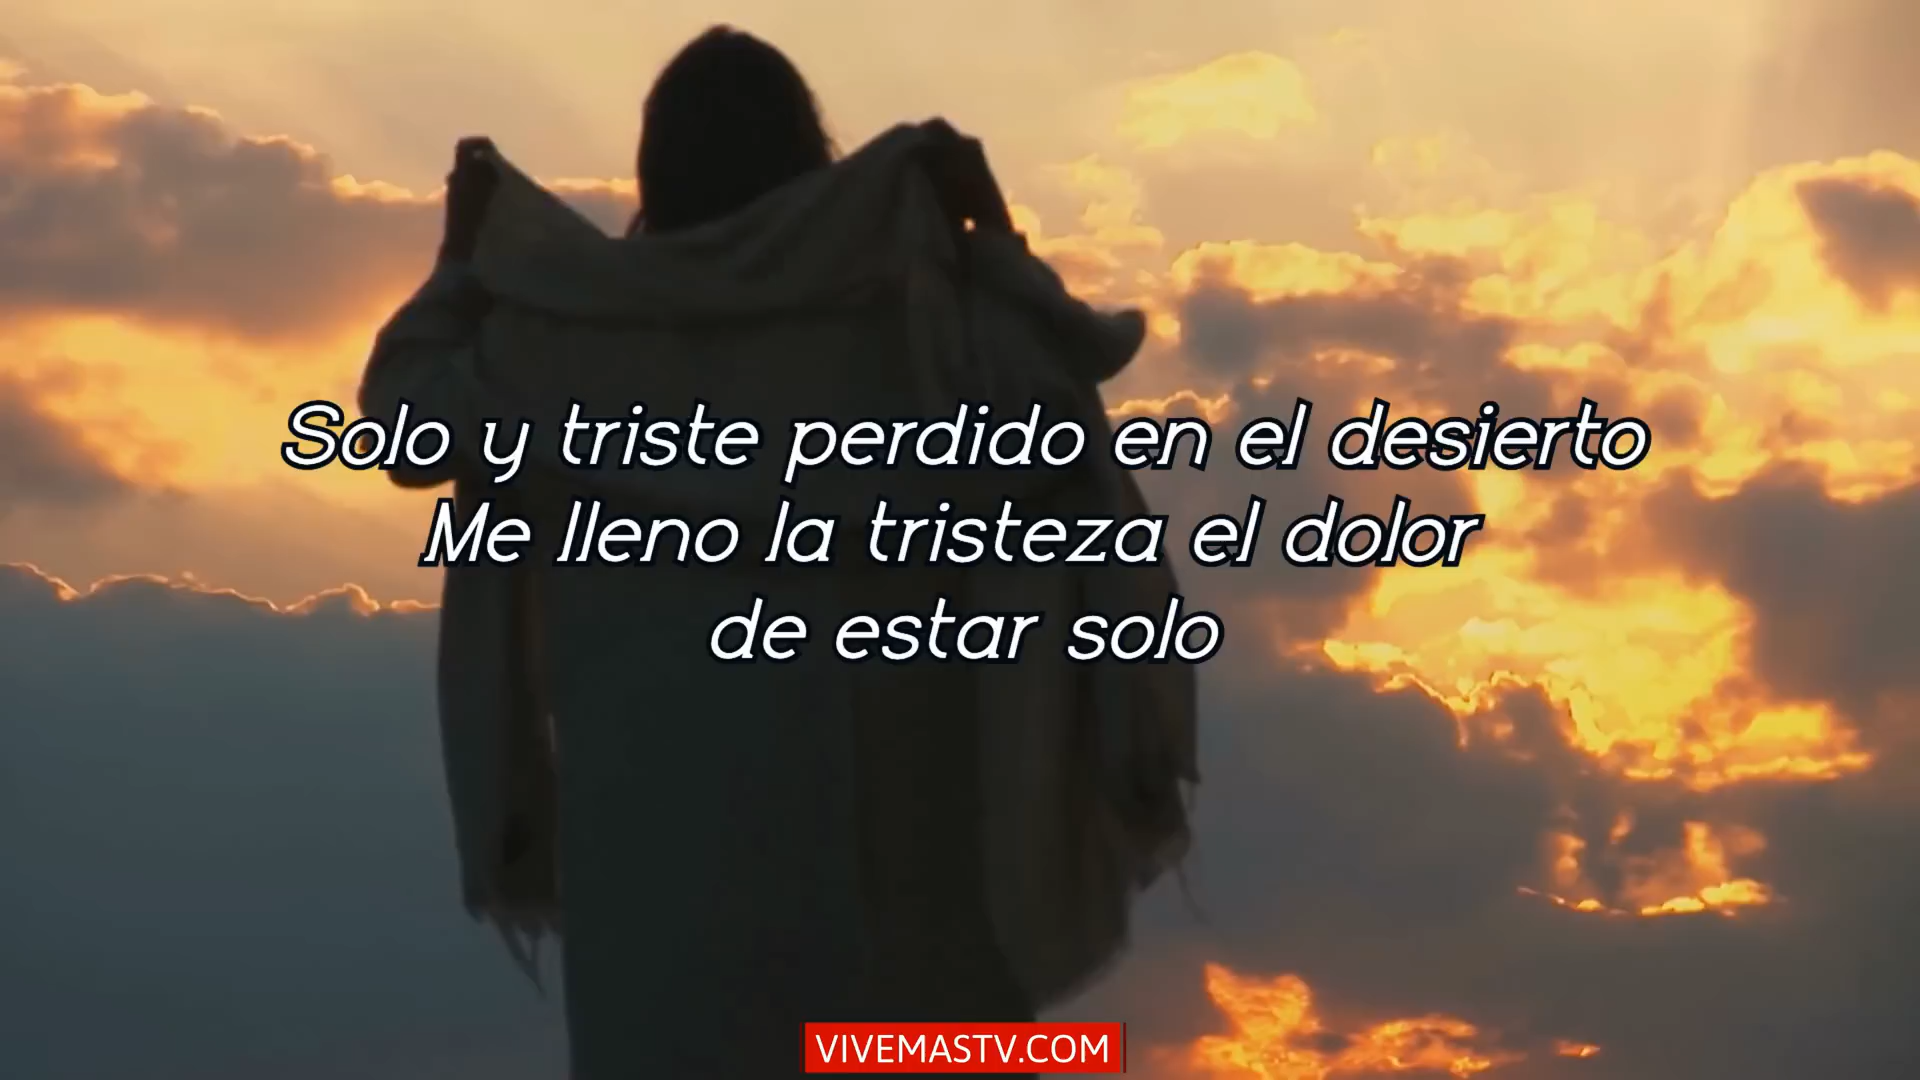 Solo y triste perdido en el desierto
Me lleno la tristeza el dolor
de estar solo
VIVEMASTV.COM